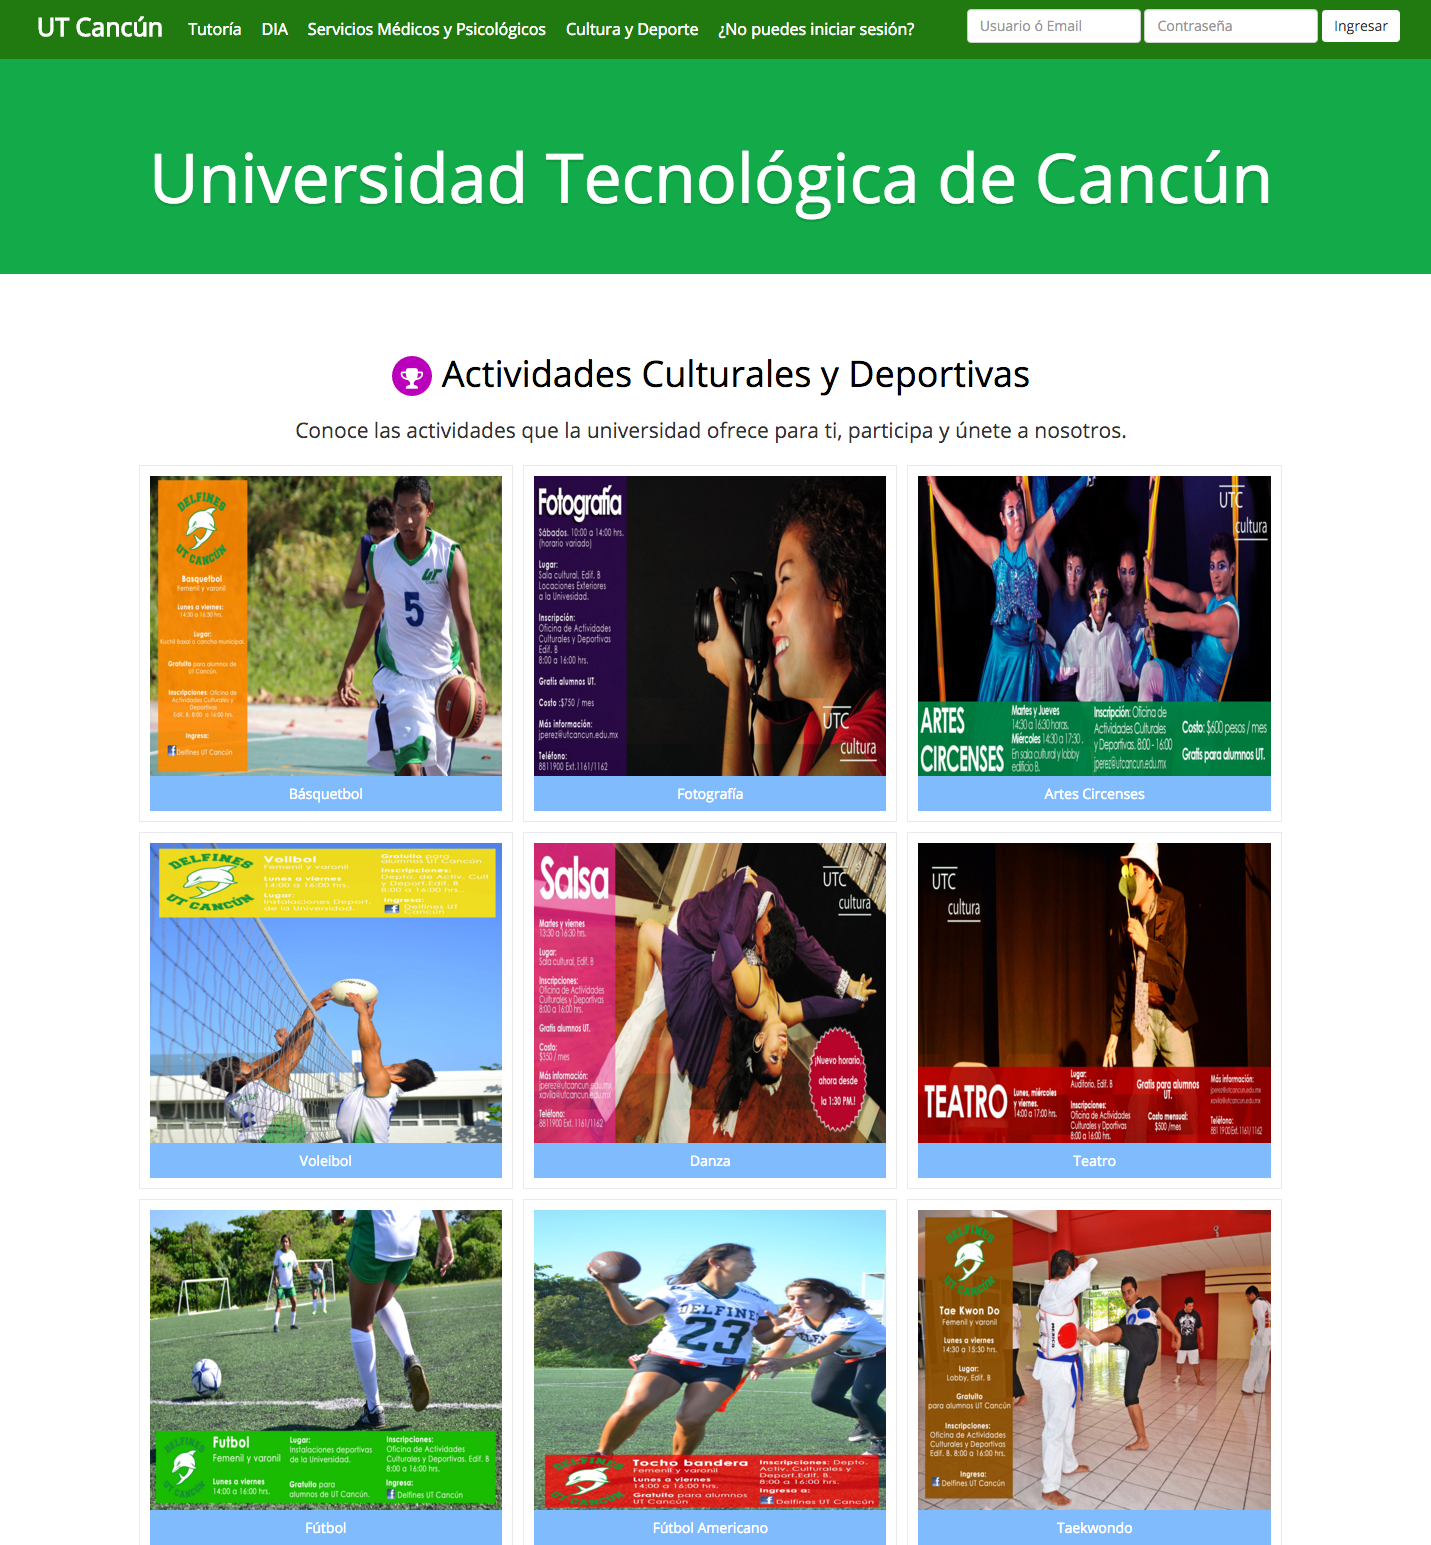 UT Cancún Tutoría DIA Servicios Médicos y Psicológicos Cultura y Deporte ¿No puedes iniciar sesión? Usuario ó Email Contraseña Ingresar
Universidad Tecnológica de Cancún
Actividades Culturales y Deportivas
Conoce las actividades que la universidad ofrece para ti, participa y únete a nosotros.
DELFINES
UT CANCÚN
Basquetbol
Femenil y varonil
Lunes a viernes:
14:30 a 16:30 hrs.
Lugar:
Kuchil Baxal o cancha municipal.
Gratuito para alumnos de
UT Cancún.
Inscripciones: Oficina de
Actividades Culturales y
Deportivas
Edif. B. 8:00 a 16:00 hrs.
Ingresa:
Delfines UT Cancún
UT
5
Básquetbol
Fotografía
Sábados. 10:00 a 14:00 hrs.
(horario variado)
Lugar:
Sala cultural, Edif. B
Locaciones Exteriores
a la Univesidad.
Inscripción:
Oficina de Actividades
Culturales y Deportivas
Edif. B
8:00 a 16:00 hrs.
Gratis alumnos UT.
Costo :$750 / mes
Más información:
jperez@utcancun.edu.mx
Teléfono:
8811900 Ext.1161/1162
UTC
cultura
Fotografía
UTC
cultura
ARTES
CIRCENSES
Martes y Jueves
14:30 a 16:30 horas.
Miércoles 14:30 a 17:30 .
En sala cultural y lobby
edificio B.
Inscripción: Oficina de
Actividades Culturales
y Deportivas. 8:00 - 16:00
jperez@utcancun.edu.mx
Costo: $600 pesos / mes
Gratis para alumnos UT.
Artes Circenses
DELFINES
UT CANCÚN
Volibol
Femenil y varonil
Lunes a viernes
14:00 a 16:00 hrs.
Lugar:
Instalaciones Deport.
de la Universidad.
Gratuito para
alumnos UT Cancún
Inscripciones:
Depto. de Activ. Cult
y Deport.Edif. B
8:00 a 16:00 hrs.
Ingresa:
Delfines UT
Cancún
Voleibol
Salsa
Martes y viernes
13:30 a 16:30 hrs.
Lugar:
Sala cultural, Edif. B
Inscripciones:
Oficina de Actividades
Culturales y Deportivas
8:00 a 16:00 hrs.
Gratis alumnos UT.
Costo:
$350 / mes
Más información:
jperez@utcancun.edu.mx
xavila@utcancun.edu.mx
Teléfono:
8811900 Ext. 1161/1162
UTC
cultura
¡Nuevo horario,
ahora desde
la 1:30 PM.!
Danza
UTC
cultura
TEATRO
Lunes, miércoles
y viernes.
14:00 a 17:00 hrs.
Lugar:
Auditorio, Edif. B
Inscripciones:
Oficina de Actividades
Culturales y Dportivas
8:00 a 16:00 hrs.
Gratis para alumnos
UT.
Costo mensual:
$500 /mes
Más información:
jperez@utcancun.edu.mx
xavila@utcancun.edu.mx
Teléfono:
8811900 Ext. 1161/1162
Teatro
DELFINES
UT CANCÚN
Futbol
Femenil y varonil
Lunes a viernes
14:00 a 16:00 hrs.
Lugar:
Instalaciones deportivas
de la Universidad.
Gratuito para
alumnos de UT Cancún.
Inscripciones:
Oficina de Actividades
Culturales y Deportivas. Edif. B
8:00 a 16:00 hrs.
Ingresa:
Delfines UT Cancún
Fútbol
DELFINES
23
DELFINES
UT CANCÚN
Tocho bandera
Femenil y varonil
Lunes a viernes
14:00 a 16:00 hrs.
Gratuito para alumnos
UT Cancún
Inscripciones: Depto.
Activ. Culturales y
Deport.Edif. B.
8:00 a 16:00 hrs.
Ingresa a:
Delfines UT Cancún
Fútbol Americano
DELFINES
UT CANCÚN
Tae Kwon Do
Femenil y varonil
Lunes a viernes
14:30 a 15:30 hrs.
Lugar:
Lobby, Edif. B
Gratuito
para alumnos UT Cancún
Inscripciones:
Oficina de Actividades
Culturales y Deportivas
Edif. B. 8:00 a 16:00 hrs.
Ingresa:
Delfines UT Cancún
MEXICO
Taekwondo